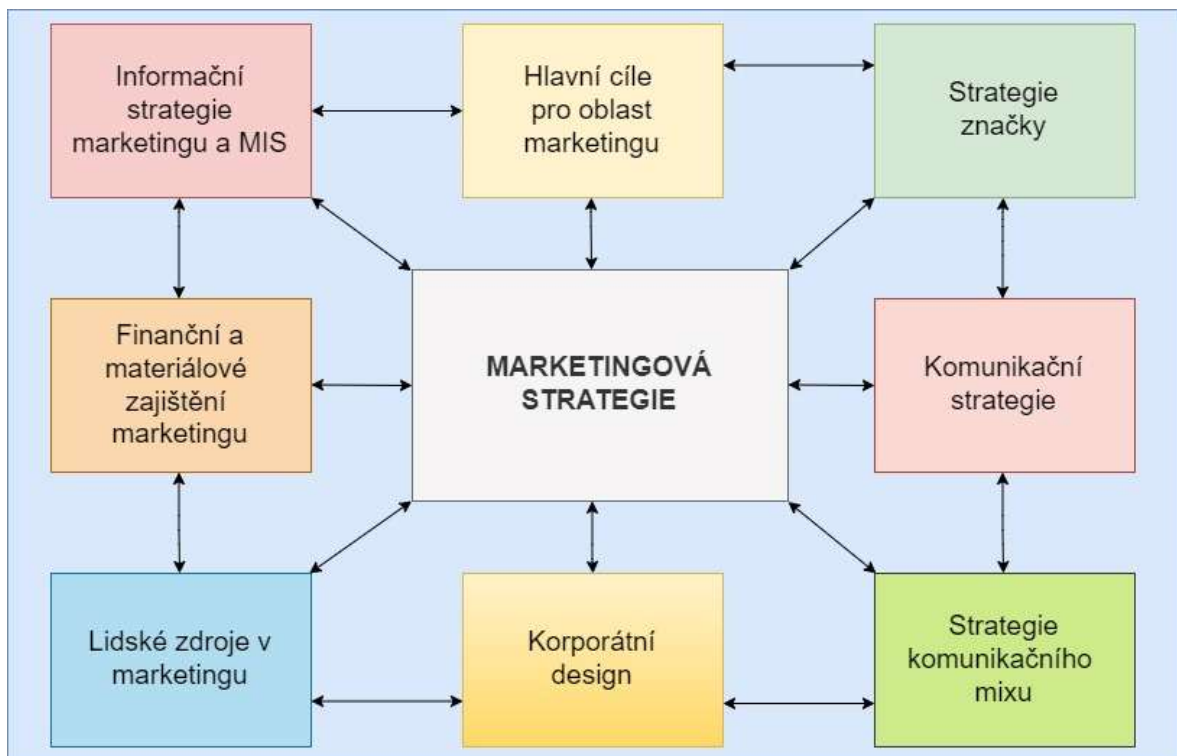 Informační
strategie
marketingu a MIS
Hlavní cíle
pro oblast
marketingu
Strategie
značky
Finanční a
materiálové
zajištění
marketingu
MARKETINGOVÁ
STRATEGIE
Komunikační
strategie
Lidské zdroje v
marketingu
Korporátní
design
Strategie
komunikačního
mixu